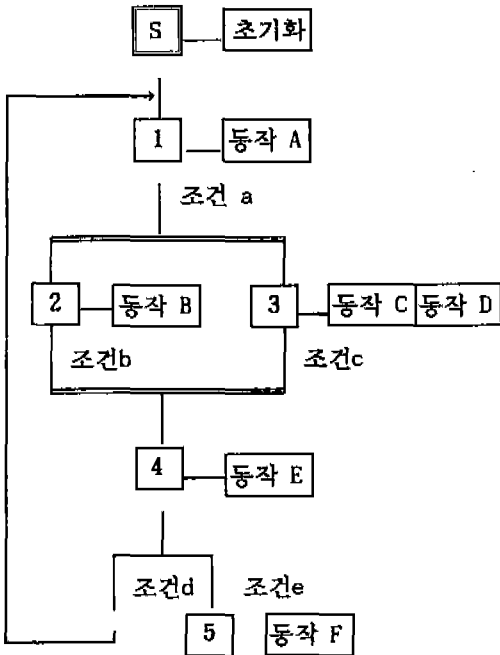 S 초기화
1 동작 A
조건 a
2 동작 B 3 동작 C 동작 D
조건b 조건c
4 동작 E
조건d 조건e
5 동작 F